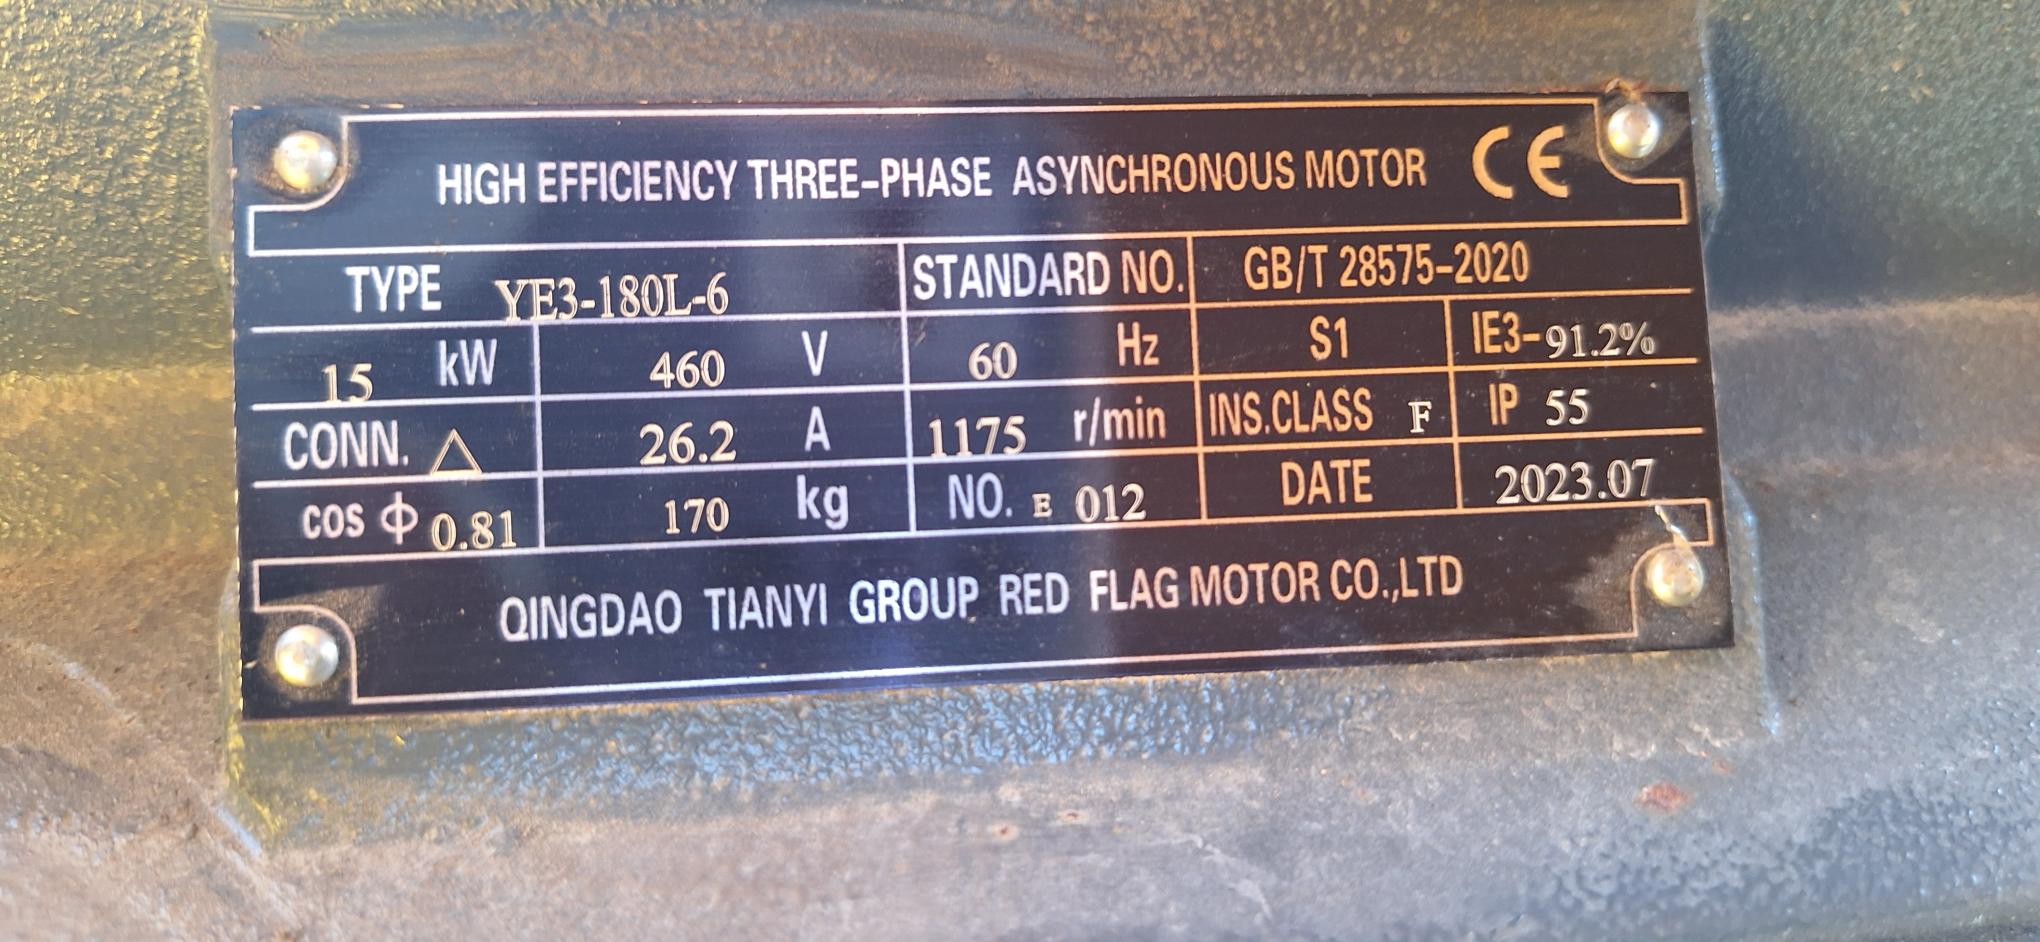 HIGH EFFICIENCY THREE-PHASE ASYNCHRONOUS MOTOR CE
TYPE YE3-180L-6 STANDARD NO. GB/T 28575-2020
15 kW 460 V 60 Hz S1 IE3-91.2%
CONN. △ 26.2 A 1175 r/min INS.CLASS F IP 55
cos ϕ 0.81 170 kg NO. E 012 DATE 2023.07
QINGDAO TIANYI GROUP RED FLAG MOTOR CO.,LTD